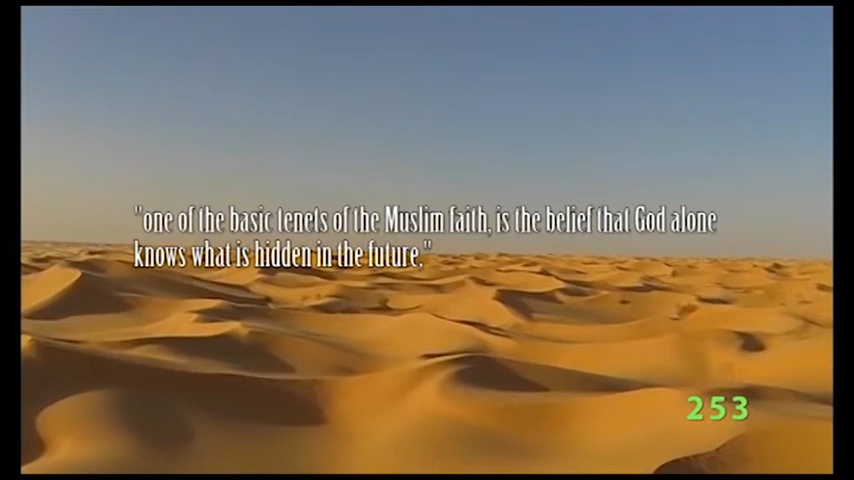 "one of the basic tenets of the Muslim faith, is the belief that God alone
knows what is hidden in the future."
253